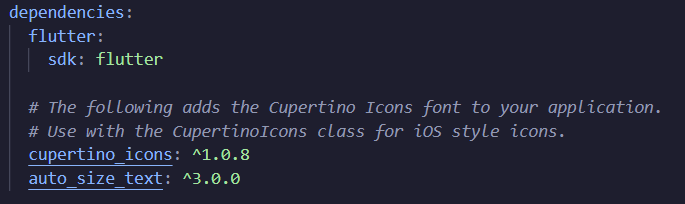 dependencies:
  flutter:
    sdk: flutter

  # The following adds the Cupertino Icons font to your application.
  # Use with the CupertinoIcons class for iOS style icons.
  cupertino_icons: ^1.0.8
  auto_size_text: ^3.0.0